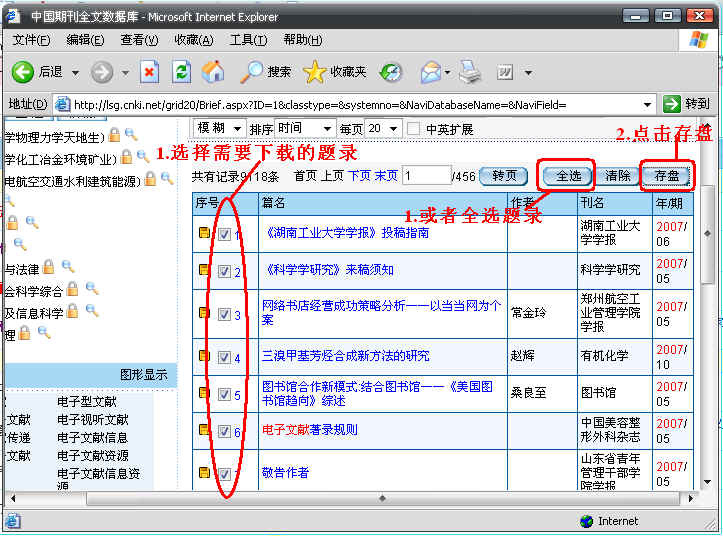 中国期刊全文数据库 - Microsoft Internet Explorer
文件(F) 编辑(E) 查看(V) 收藏(A) 工具(T) 帮助(H)
后退 搜索 收藏夹
地址(D) http://lsg.cnki.net/grid20/Brief.aspx?ID=1&classtype=&systemno=&NaviDatabaseName=&NaviField= 转到
学物理力学天地生)
学化工冶金环境矿业)
电航空交通水利建筑能源)
与法律
会科学综合
及信息科学
理
图形显示
电子型文献
文献 电子视听文献
传递 电子文献信息
文献 电子文献资源
电子文献信息资
源
模糊 排序 时间 每页 20 中英扩展
2.点击存盘
1.选择需要下载的题录
共有记录9118条 首页 上页 下页 末页 1 /456 转页 全选 清除 存盘
1.或者全选题录
序号 篇名 作者 刊名 年/期
1 《湖南工业大学学报》投稿指南 湖南工业大学学报 2007/06
2 《科学学研究》来稿须知 科学学研究 2007/05
3 网络书店经营成功策略分析——以当当网为个案 常金玲 郑州航空工业管理学院学报 2007/05
4 三溴甲基芳烃合成新方法的研究 赵辉 有机化学 2007/10
5 图书馆合作新模式:结合图书馆——《美国图书馆趋向》综述 桑良至 图书馆 2007/05
6 电子文献著录规则 中国美容整形外科杂志 2007/05
7 敬告作者 山东省青年管理干部学院学报 2007/05
Internet